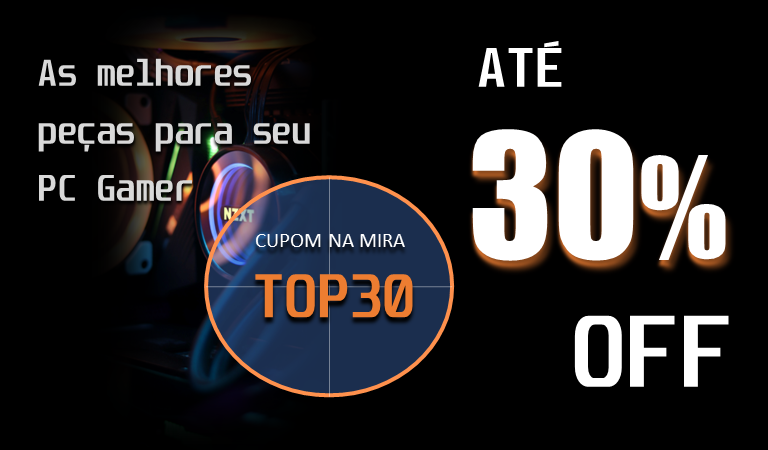 As melhores
peças para seu
PC Gamer
NZXT
CUPOM NA MIRA
TOP30
ATÉ
30%
OFF